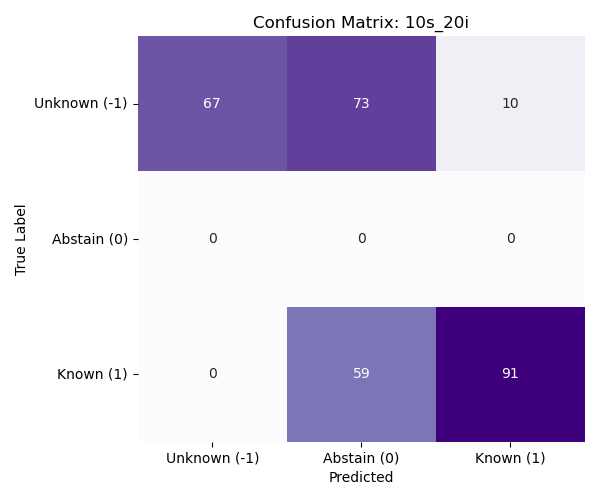 Confusion Matrix: 10s_20i
True Label
Unknown (-1) 67 73 10
Abstain (0) 0 0 0
Known (1) 0 59 91
Unknown (-1) Abstain (0) Known (1)
Predicted